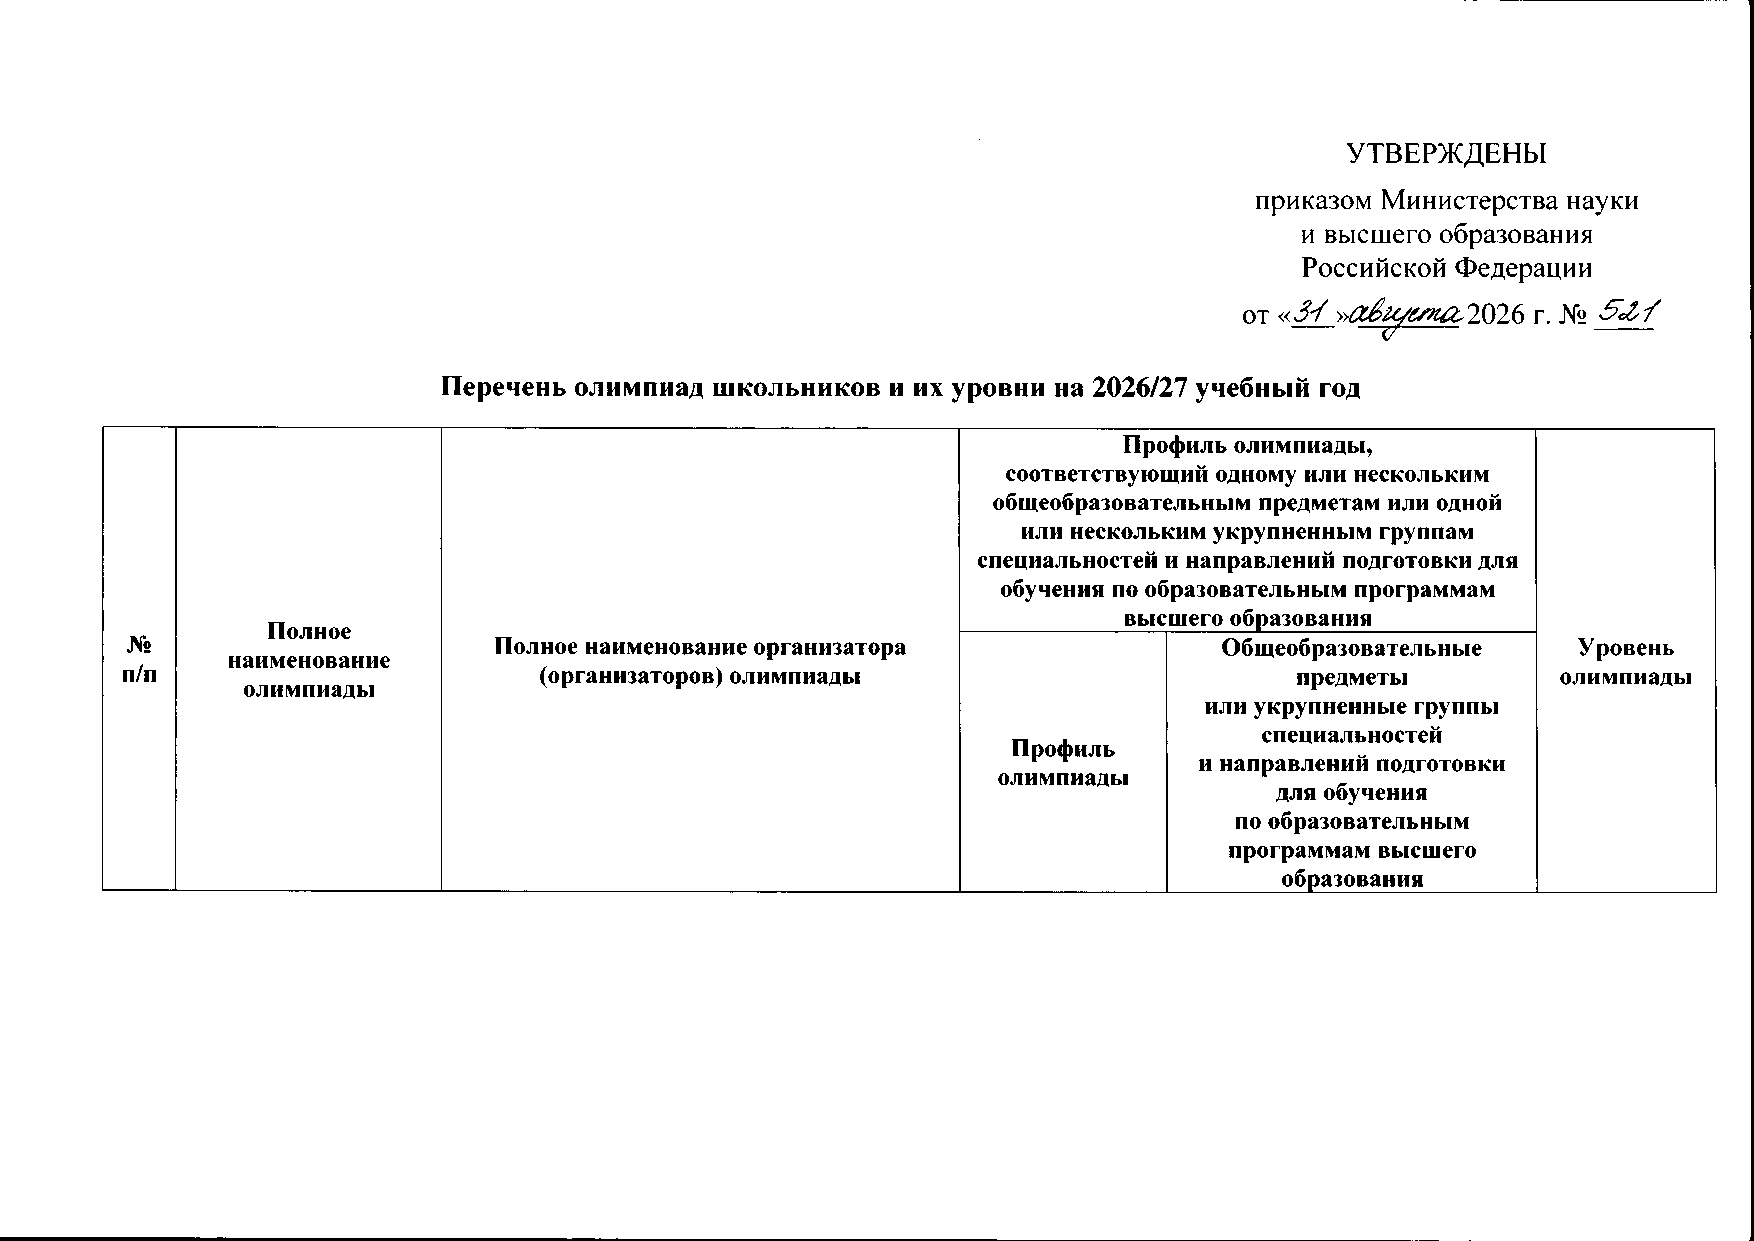 УТВЕРЖДЕНЫ
приказом Министерства науки
и высшего образования
Российской Федерации
от «31»августа 2026 г. № 521
Перечень олимпиад школьников и их уровни на 2026/27 учебный год
№
п/п
Полное
наименование
олимпиады
Полное наименование организатора
(организаторов) олимпиады
Профиль олимпиады,
соответствующий одному или нескольким
общеобразовательным предметам или одной
или нескольким укрупненным группам
специальностей и направлений подготовки для
обучения по образовательным программам
высшего образования
Профиль
олимпиады
Общеобразовательные
предметы
или укрупненные группы
специальностей
и направлений подготовки
для обучения
по образовательным
программам высшего
образования
Уровень
олимпиады